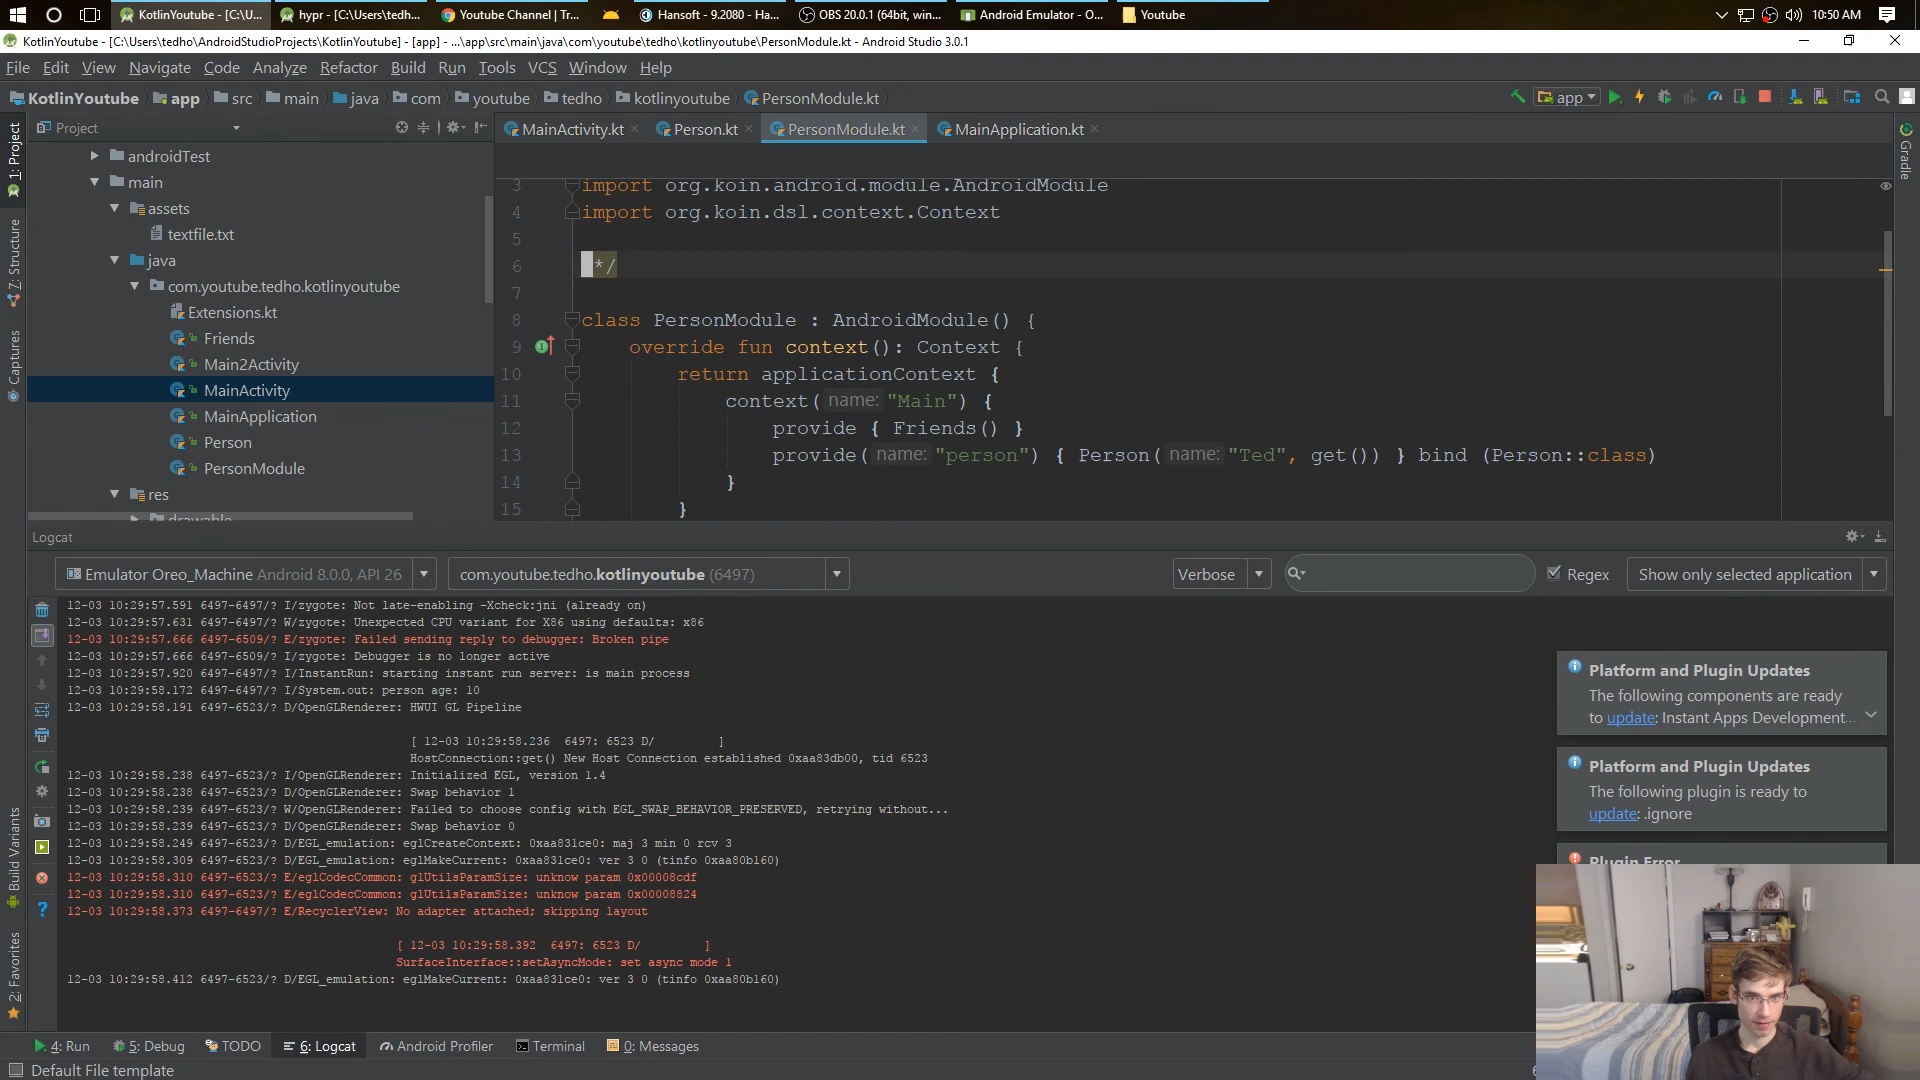 KotlinYoutube - [C:\U...
hypr - [C:\Users\tedh...
Youtube Channel | Tr...
Hansoft - 9.2080 - Ha...
OBS 20.0.1 (64bit, win...
Android Emulator - O...
Youtube
10:50 AM
KotlinYoutube - [C:\Users\tedho\AndroidStudioProjects\KotlinYoutube] - [app] - ...\app\src\main\java\com\youtube\tedho\kotlinyoutube\PersonModule.kt - Android Studio 3.0.1
File Edit View Navigate Code Analyze Refactor Build Run Tools VCS Window Help
KotlinYoutube app src main java com youtube tedho kotlinyoutube PersonModule.kt
app
Project
MainActivity.kt Person.kt PersonModule.kt MainApplication.kt
1: Project
7: Structure
Captures
Build Variants
2: Favorites
Gradle
androidTest
main
assets
textfile.txt
java
com.youtube.tedho.kotlinyoutube
Extensions.kt
Friends
Main2Activity
MainActivity
MainApplication
Person
PersonModule
res
drawable
3 import org.koin.android.module.AndroidModule
4 import org.koin.dsl.context.Context
5
6 */
7
8 class PersonModule : AndroidModule() {
9 override fun context(): Context {
10 return applicationContext {
11 context( name: "Main") {
12 provide { Friends() }
13 provide( name: "person") { Person( name: "Ted", get()) } bind (Person::class)
14 }
15 }
Logcat
Emulator Oreo_Machine Android 8.0.0, API 26
com.youtube.tedho.kotlinyoutube (6497)
Verbose
Regex
Show only selected application
12-03 10:29:57.591 6497-6497/? I/zygote: Not late-enabling -Xcheck:jni (already on)
12-03 10:29:57.631 6497-6497/? W/zygote: Unexpected CPU variant for X86 using defaults: x86
12-03 10:29:57.666 6497-6509/? E/zygote: Failed sending reply to debugger: Broken pipe
12-03 10:29:57.666 6497-6509/? I/zygote: Debugger is no longer active
12-03 10:29:57.920 6497-6497/? I/InstantRun: starting instant run server: is main process
12-03 10:29:58.172 6497-6497/? I/System.out: person age: 10
12-03 10:29:58.191 6497-6523/? D/OpenGLRenderer: HWUI GL Pipeline
[ 12-03 10:29:58.236 6497: 6523 D/ ]
HostConnection::get() New Host Connection established 0xaa83db00, tid 6523
12-03 10:29:58.238 6497-6523/? I/OpenGLRenderer: Initialized EGL, version 1.4
12-03 10:29:58.238 6497-6523/? D/OpenGLRenderer: Swap behavior 1
12-03 10:29:58.239 6497-6523/? W/OpenGLRenderer: Failed to choose config with EGL_SWAP_BEHAVIOR_PRESERVED, retrying without...
12-03 10:29:58.239 6497-6523/? D/OpenGLRenderer: Swap behavior 0
12-03 10:29:58.249 6497-6523/? D/EGL_emulation: eglCreateContext: 0xaa831ce0: maj 3 min 0 rcv 3
12-03 10:29:58.309 6497-6523/? D/EGL_emulation: eglMakeCurrent: 0xaa831ce0: ver 3 0 (tinfo 0xaa80b160)
12-03 10:29:58.310 6497-6523/? E/eglCodecCommon: glUtilsParamSize: unknow param 0x00008cdf
12-03 10:29:58.310 6497-6523/? E/eglCodecCommon: glUtilsParamSize: unknow param 0x00008824
12-03 10:29:58.373 6497-6497/? E/RecyclerView: No adapter attached; skipping layout
[ 12-03 10:29:58.392 6497: 6523 D/ ]
SurfaceInterface::setAsyncMode: set async mode 1
12-03 10:29:58.412 6497-6523/? D/EGL_emulation: eglMakeCurrent: 0xaa831ce0: ver 3 0 (tinfo 0xaa80b160)
Platform and Plugin Updates
The following components are ready
to update: Instant Apps Development...
Platform and Plugin Updates
The following plugin is ready to
update: .ignore
Plugin Error
4: Run 5: Debug TODO 6: Logcat Android Profiler Terminal 0: Messages
Default File template